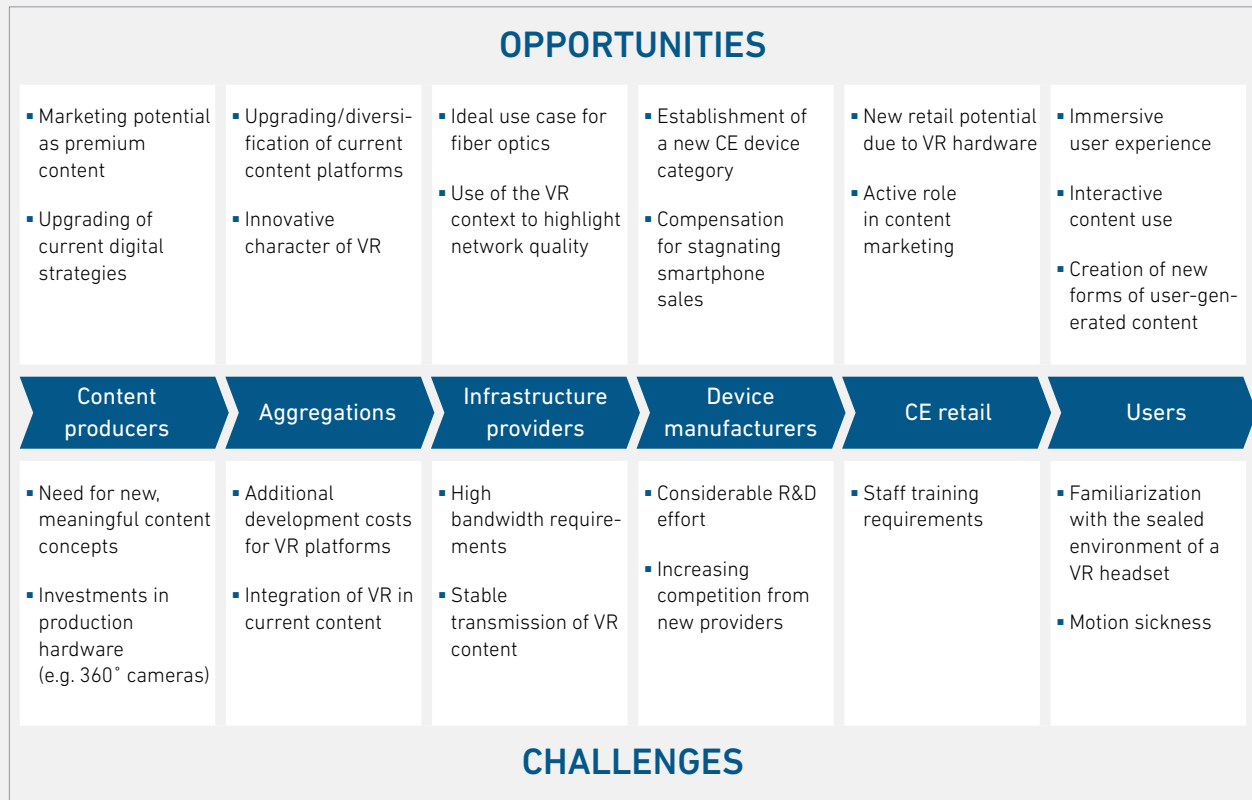 OPPORTUNITIES
▪ Marketing potential
as premium
content
▪ Upgrading of
current digital
strategies
▪ Upgrading/diversi-
fication of current
content platforms
▪ Innovative
character of VR
▪ Ideal use case for
fiber optics
▪ Use of the VR
context to highlight
network quality
▪ Establishment of
a new CE device
category
▪ Compensation
for stagnating
smartphone
sales
▪ New retail potential
due to VR hardware
▪ Active role
in content
marketing
▪ Immersive
user experience
▪ Interactive
content use
▪ Creation of new
forms of user-gen-
erated content
Content
producers
Aggregations
Infrastructure
providers
Device
manufacturers
CE retail
Users
▪ Need for new,
meaningful content
concepts
▪ Investments in
production
hardware
(e.g. 360˚ cameras)
▪ Additional
development costs
for VR platforms
▪ Integration of VR in
current content
▪ High
bandwidth require-
ments
▪ Stable
transmission of VR
content
▪ Considerable R&D
effort
▪ Increasing
competition from
new providers
▪ Staff training
requirements
▪ Familiarization
with the sealed
environment of a
VR headset
▪ Motion sickness
CHALLENGES